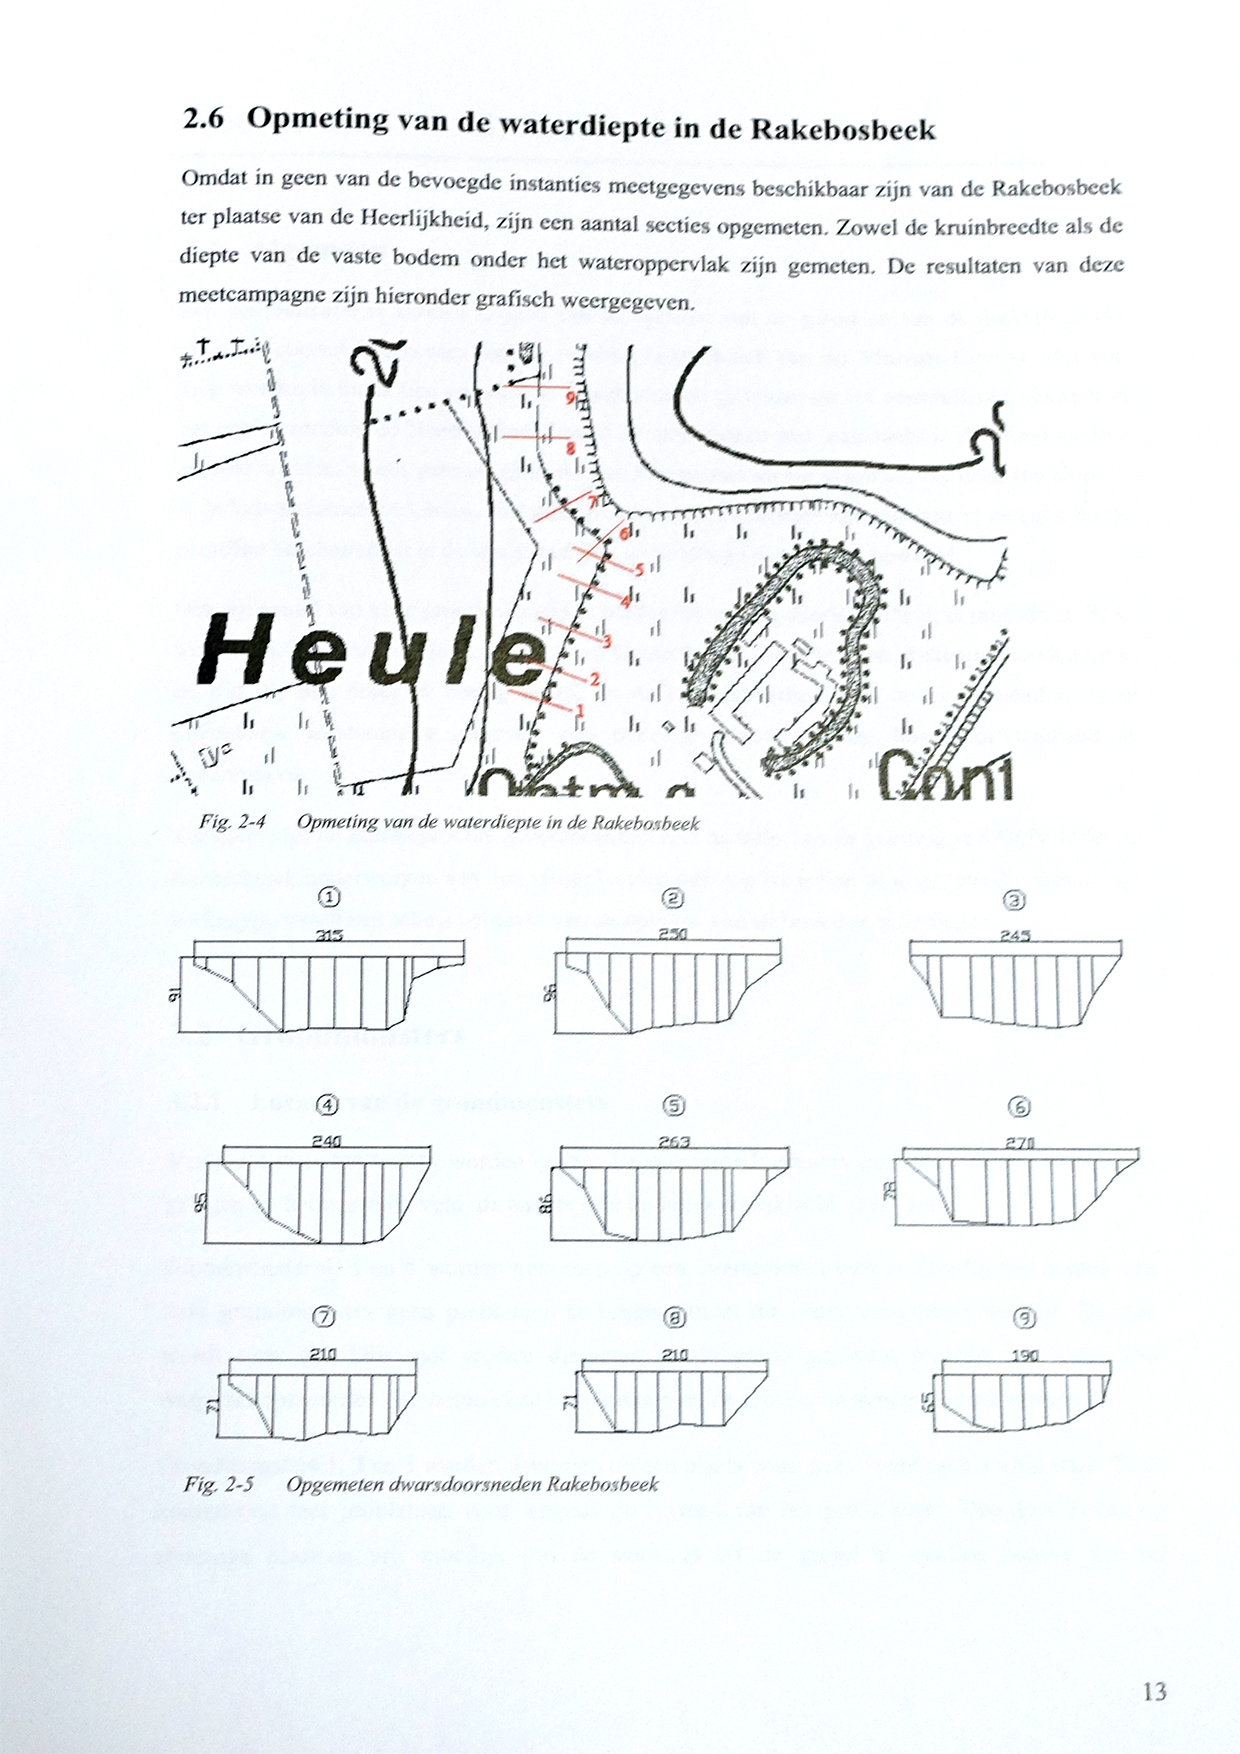 2.6 Opmeting van de waterdiepte in de Rakebosbeek
Omdat in geen van de bevoegde instanties meetgegevens beschikbaar zijn van de Rakebosbeek
ter plaatse van de Heerlijkheid, zijn een aantal secties opgemeten. Zowel de kruinbreedte als de
diepte van de vaste bodem onder het wateroppervlak zijn gemeten. De resultaten van deze
meetcampagne zijn hieronder grafisch weergegeven.
9
8
7
6
5
4
3
Heule
2
1
Cont
Fig. 2-4 Opmeting van de waterdiepte in de Rakebosbeek
1 2 3
315 250 245
91 96
4 5 6
240 263 270
95 86 78
7 8 9
210 210 190
71 71 65
Fig. 2-5 Opgemeten dwarsdoorsneden Rakebosbeek
13